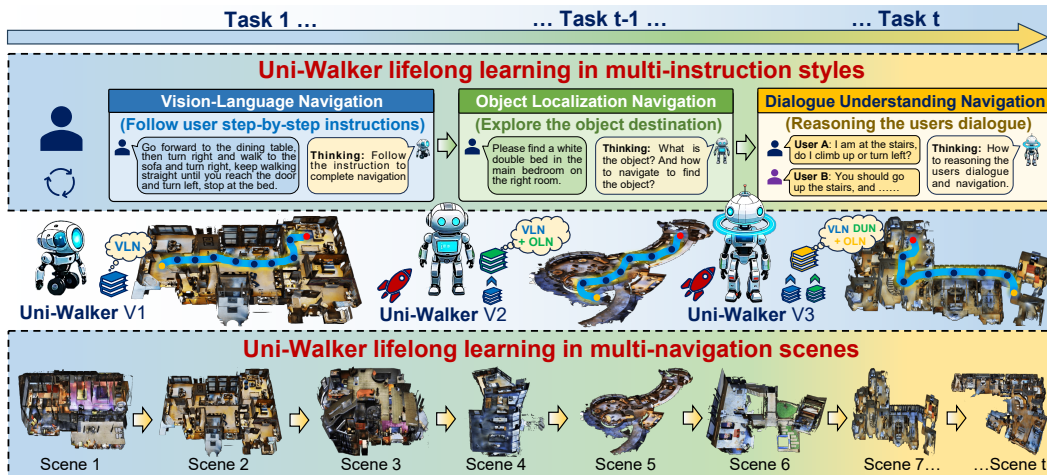 Task 1 …
… Task t-1 …
… Task t
Uni-Walker lifelong learning in multi-instruction styles
Vision-Language Navigation
(Follow user step-by-step instructions)
Go forward to the dining table,
then turn right and walk to the
sofa and turn right, keep walking
straight until you reach the door
and turn left, stop at the bed.
Thinking: Follow
the instruction to
complete navigation
Object Localization Navigation
(Explore the object destination)
Please find a white
double bed in the
main bedroom on
the right room.
Thinking: What is
the object? And how
to navigate to find
the object?
Dialogue Understanding Navigation
(Reasoning the users dialogue)
User A: I am at the stairs,
do I climb up or turn left?
User B: You should go
up the stairs, and ……
Thinking: How
to reasoning the
users dialogue
and navigation.
VLN
Uni-Walker V1
VLN
+ OLN
Uni-Walker V2
VLN DUN
+ OLN
Uni-Walker V3
Uni-Walker lifelong learning in multi-navigation scenes
Scene 1
Scene 2
Scene 3
Scene 4
Scene 5
Scene 6
Scene 7…
…Scene t